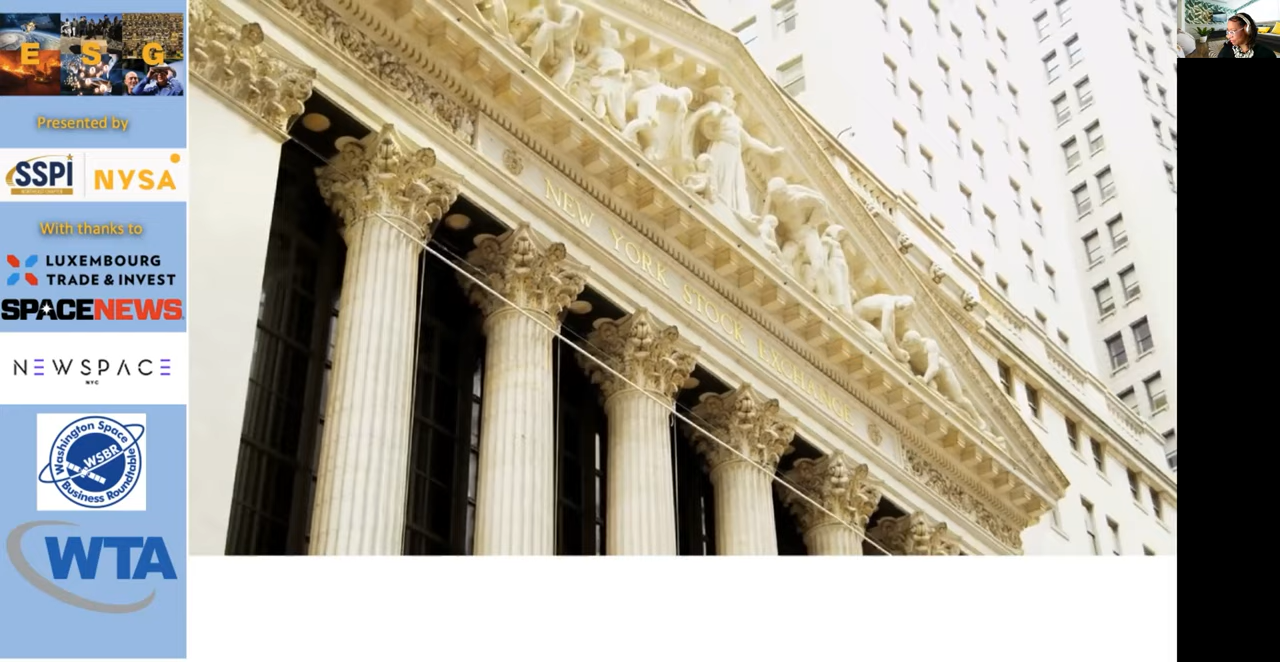 E S G
Presented by
SSPI
NYSA
With thanks to
LUXEMBOURG
TRADE & INVEST
SPACENEWS
NEWSPACE
NYC
Washington Space
WSBR
Business Roundtable
WTA
NEW YORK STOCK EXCHANGE